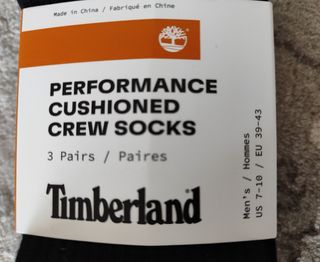 Made in China / Fabriqué en Chine
PERFORMANCE
CUSHIONED
CREW SOCKS
3 Pairs / Paires
Timberland
Men's / Hommes
US 7-10 / EU 39-43